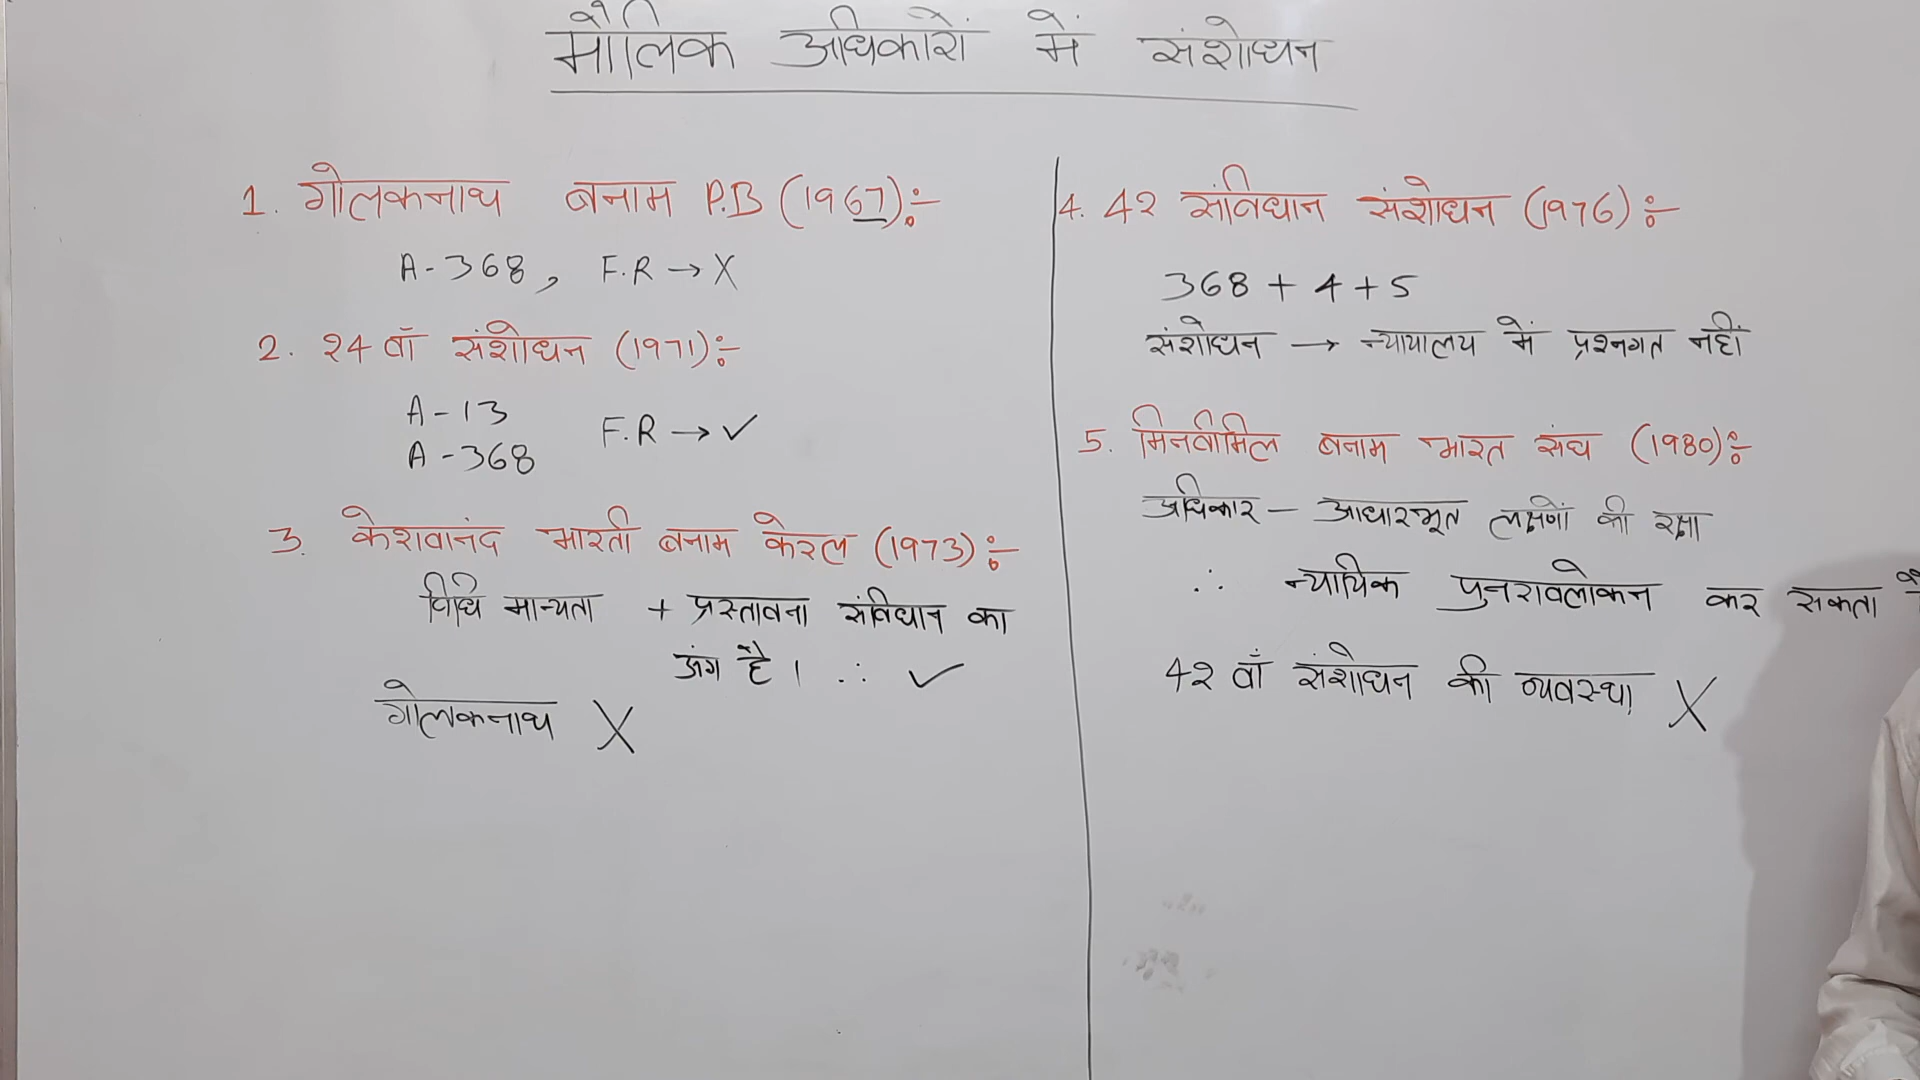 मौलिक अधिकारों में संशोधन
1. गोलकनाथ बनाम P.B (1967):-
A-368, F.R → X
2. 24 वाँ संशोधन (1971):-
A-13
A-368
F.R → ✓
3. केशवानंद भारती बनाम केरल (1973):-
विधि मान्यता + प्रस्तावना संविधान का
अंग है। ∴ ✓
गोलकनाथ X
4. 42 संविधान संशोधन (1976):-
368 + 4 + 5
संशोधन → न्यायालय में प्रश्नगत नहीं
5. मिनर्वामिल बनाम भारत संघ (1980):-
अधिकार - आधारभूत लक्षणों की रक्षा
∴ न्यायिक पुनरावलोकन कर सकता
42 वाँ संशोधन की व्यवस्था X